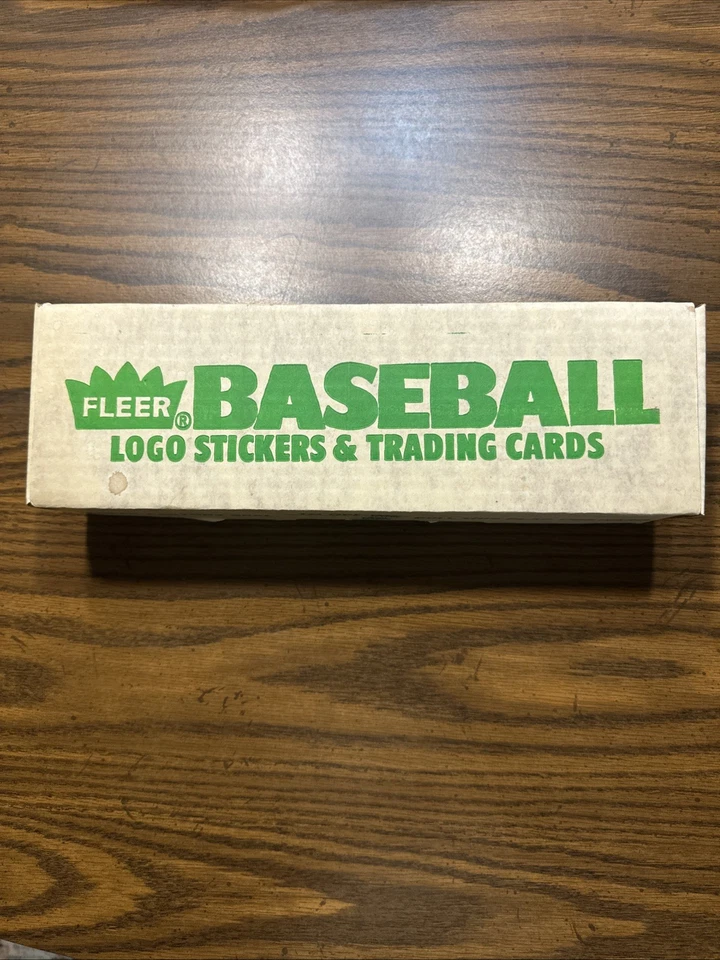 FLEER® BASEBALL
LOGO STICKERS & TRADING CARDS